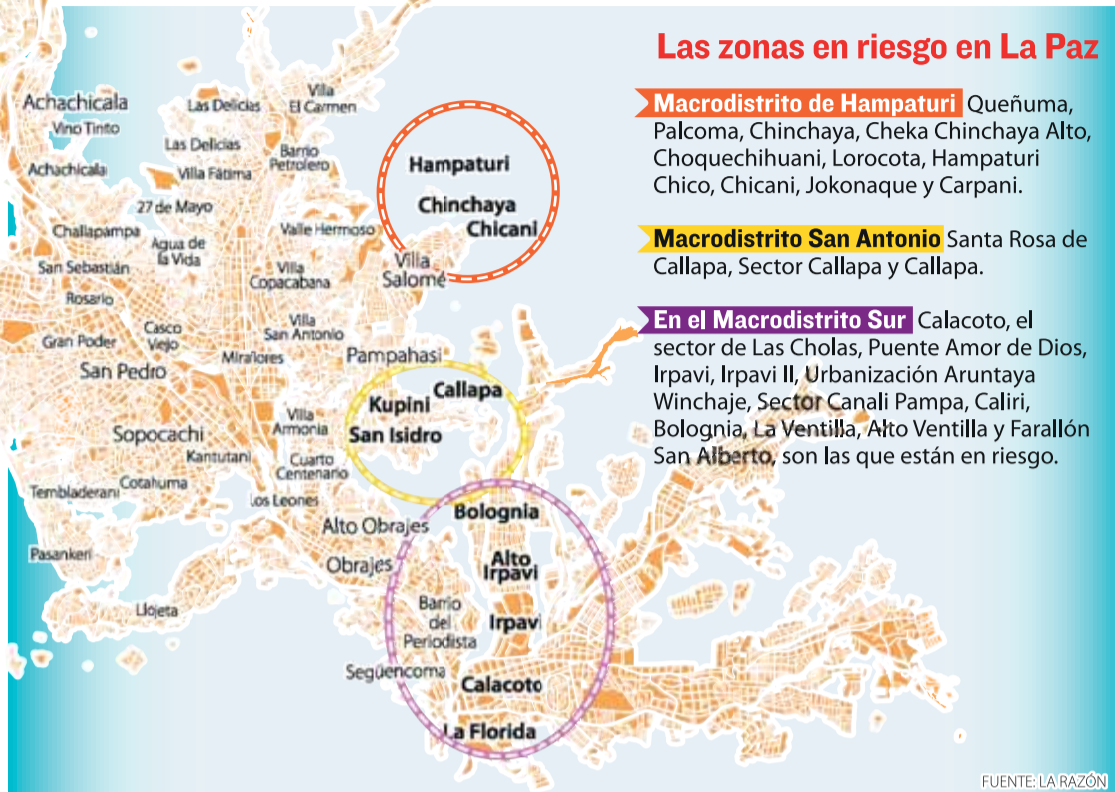 Las zonas en riesgo en La Paz
Macrodistrito de Hampaturi Queñuma,
Palcoma, Chinchaya, Cheka Chinchaya Alto,
Choquechihuani, Lorocota, Hampaturi
Chico, Chicani, Jokonaque y Carpani.
Macrodistrito San Antonio Santa Rosa de
Callapa, Sector Callapa y Callapa.
En el Macrodistrito Sur Calacoto, el
sector de Las Cholas, Puente Amor de Dios,
Irpavi, Irpavi II, Urbanización Aruntaya
Winchaje, Sector Canali Pampa, Caliri,
Bolognia, La Ventilla, Alto Ventilla y Farallón
San Alberto, son las que están en riesgo.
Achachicala
Vino Tinto
Las Delicias
Villa
El Carmen
Las Delicias
Barrio
Petrolero
Achachicala
Villa Fátima
27 de Mayo
Challapampa
Agua de
la Vida
Valle Hermoso
San Sebastián
Villa
Copacabana
Villa
Salomé
Hampaturi
Chinchaya
Chicani
Rosario
Gran Poder
Casco
Viejo
Villa
San Antonio
Miraflores
Pampahasi
San Pedro
Callapa
Kupini
San Isidro
Villa
Armonia
Sopocachi
Kantutani
Cuarto
Centenario
Tembladerani
Cotahuma
Los Leones
Alto Obrajes
Bolognia
Pasankeri
Obrajes
Alto
Irpavi
Llojeta
Barrio
del
Periodista
Irpavi
Següencoma
Calacoto
La Florida
FUENTE: LA RAZÓN